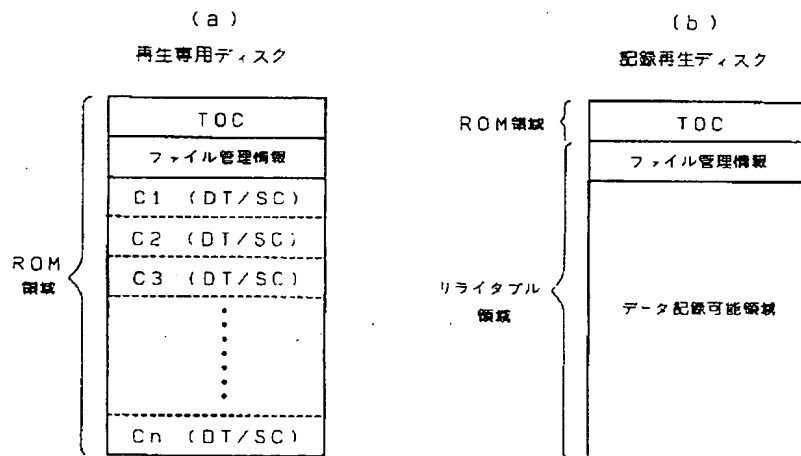 (a)
再生専用ディスク
TOC
ファイル管理情報
C1 (DT/SC)
C2 (DT/SC)
C3 (DT/SC)
Cn (DT/SC)
ROM
領域
(b)
記録再生ディスク
ROM領域
TOC
ファイル管理情報
リライタブル
領域
データ記録可能領域